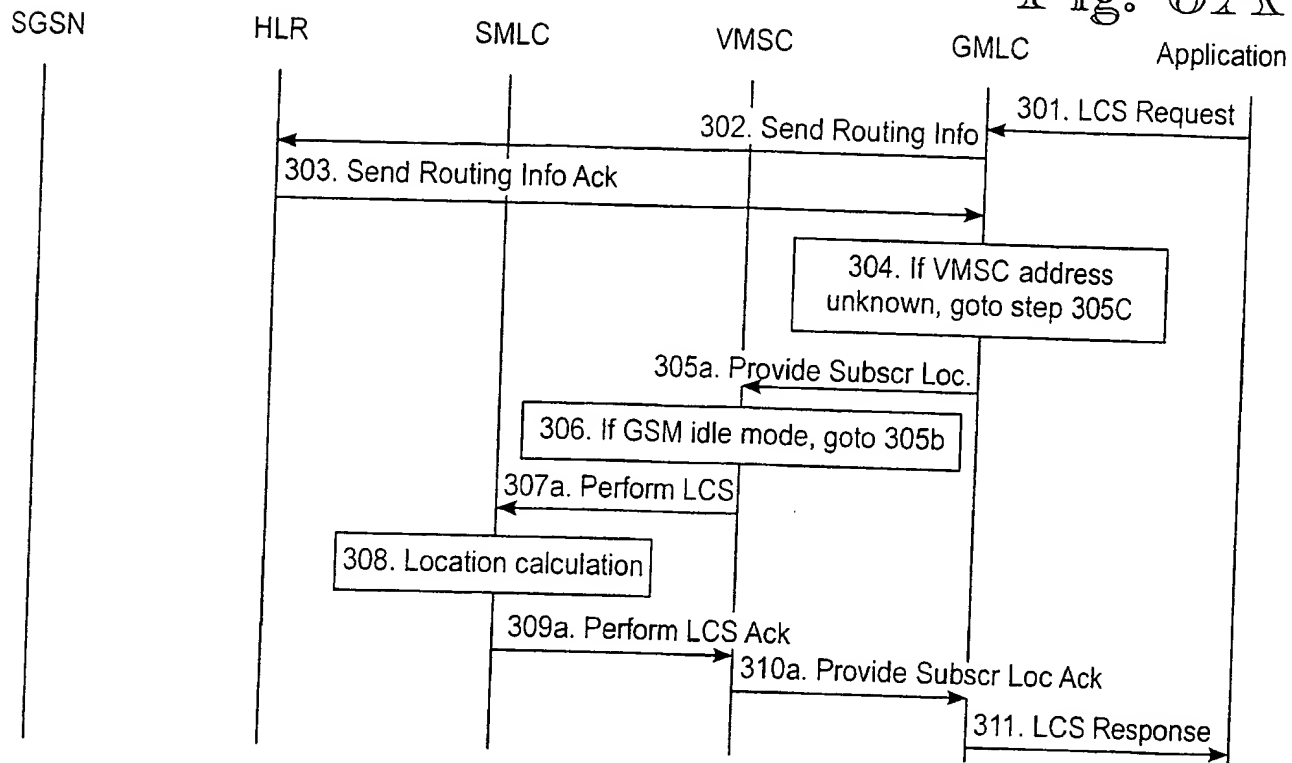 Fig.
SGSN
HLR
SMLC
VMSC
GMLC
Application
301. LCS Request
302. Send Routing Info
303. Send Routing Info Ack
304. If VMSC address
unknown, goto step 305C
305a. Provide Subscr Loc.
306. If GSM idle mode, goto 305b
307a. Perform LCS
308. Location calculation
309a. Perform LCS Ack
310a. Provide Subscr Loc Ack
311. LCS Response